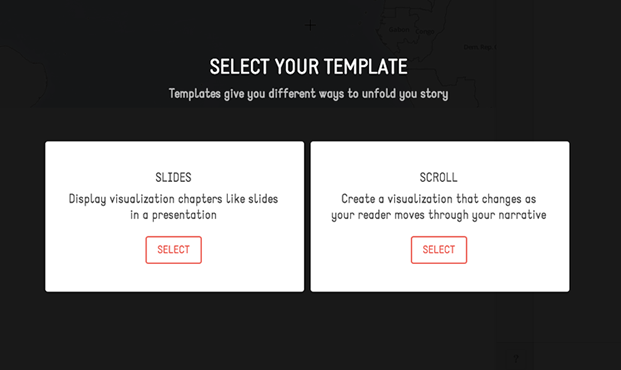 SELECT YOUR TEMPLATE
Templates give you different ways to unfold you story
SLIDES
Display visualization chapters like slides
in a presentation
SELECT
SCROLL
Create a visualization that changes as
your reader moves through your narrative
SELECT